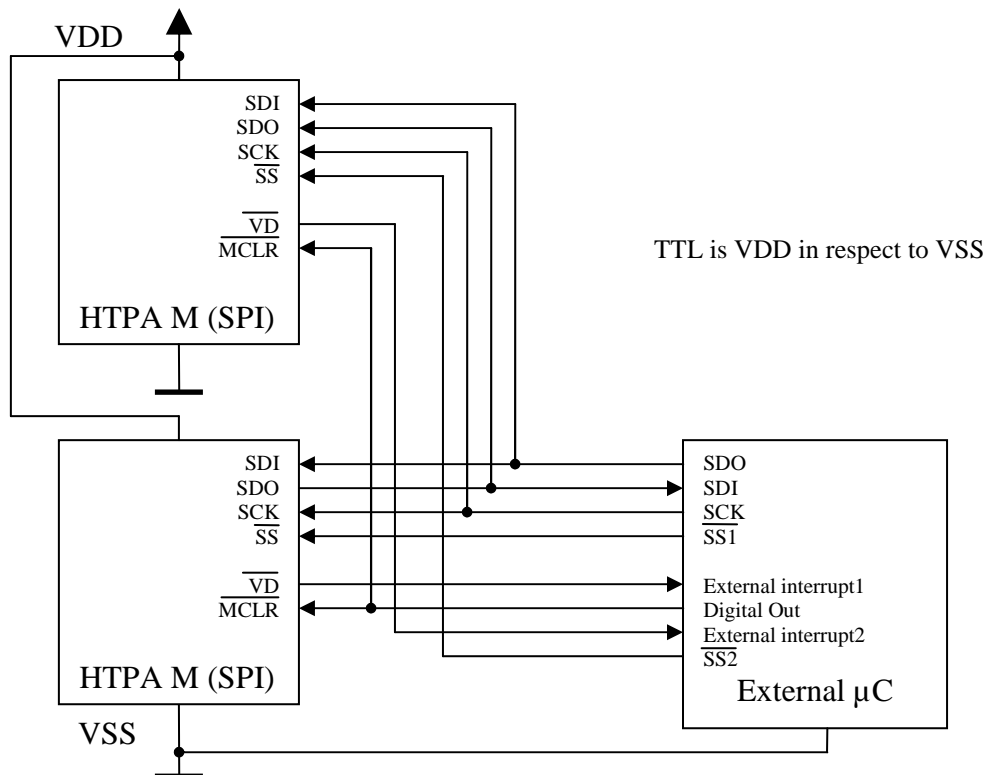 VDD
SDI
SDO
SCK
SS
VD
MCLR
HTPA M (SPI)
TTL is VDD in respect to VSS
SDI
SDO
SCK
SS
VD
MCLR
HTPA M (SPI)
VSS
SDO
SDI
SCK
SS1
External interrupt1
Digital Out
External interrupt2
SS2
External µC